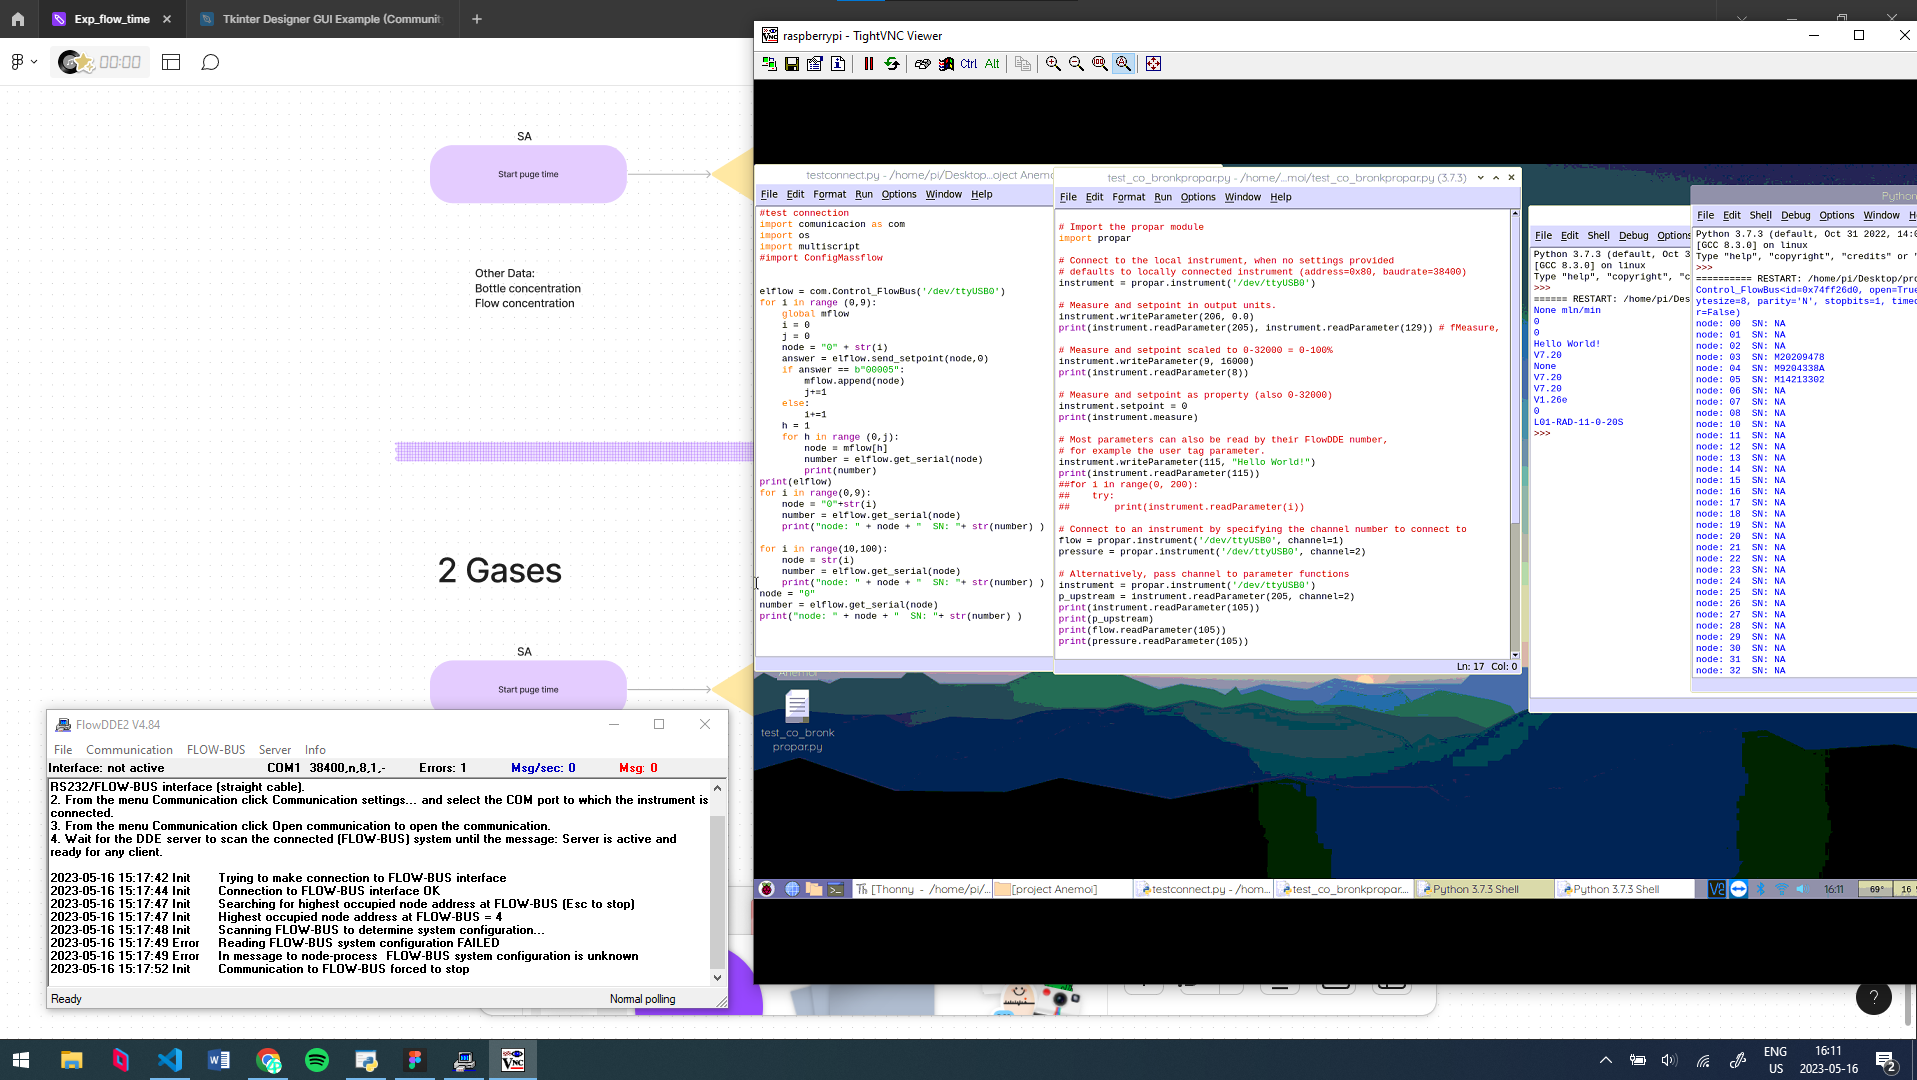 Exp_flow_time
Tkinter Designer GUI Example (Communit
00:00
SA
Start puge time
Other Data:
Bottle concentration
Flow concentration
2 Gases
SA
Start puge time
raspberrypi - TightVNC Viewer
Ctrl Alt
testconnect.py - /home/pi/Desktop...oject Anemo
File Edit Format Run Options Window Help
#test connection
import comunicacion as com
import os
import multiscript
#import ConfigMassflow
elflow = com.Control_FlowBus('/dev/ttyUSB0')
for i in range (0,9):
    global mflow
    i = 0
    j = 0
    node = "0" + str(i)
    answer = elflow.send_setpoint(node,0)
    if answer == b"00005":
        mflow.append(node)
        j+=1
    else:
        i+=1
    h = 1
    for h in range (0,j):
        node = mflow[h]
        number = elflow.get_serial(node)
        print(number)
print(elflow)
for i in range(0,9):
    node = "0"+str(i)
    number = elflow.get_serial(node)
    print("node: " + node + "  SN: "+ str(number) )
for i in range(10,100):
    node = str(i)
    number = elflow.get_serial(node)
    print("node: " + node + "  SN: "+ str(number) )
node = "0"
number = elflow.get_serial(node)
print("node: " + node + "  SN: "+ str(number) )
test_co_bronkpropar.py - /home/...moi/test_co_bronkpropar.py (3.7.3)
File Edit Format Run Options Window Help
# Import the propar module
import propar
# Connect to the local instrument, when no settings provided
# defaults to locally connected instrument (address=0x80, baudrate=38400)
instrument = propar.instrument('/dev/ttyUSB0')
# Measure and setpoint in output units.
instrument.writeParameter(206, 0.0)
print(instrument.readParameter(205), instrument.readParameter(129)) # fMeasure,
# Measure and setpoint scaled to 0-32000 = 0-100%
instrument.writeParameter(9, 16000)
print(instrument.readParameter(8))
# Measure and setpoint as property (also 0-32000)
instrument.setpoint = 0
print(instrument.measure)
# Most parameters can also be read by their FlowDDE number,
# for example the user tag parameter.
instrument.writeParameter(115, "Hello World!")
print(instrument.readParameter(115))
##for i in range(0, 200):
##    try:
##        print(instrument.readParameter(i))
# Connect to an instrument by specifying the channel number to connect to
flow = propar.instrument('/dev/ttyUSB0', channel=1)
pressure = propar.instrument('/dev/ttyUSB0', channel=2)
# Alternatively, pass channel to parameter functions
instrument = propar.instrument('/dev/ttyUSB0')
p_upstream = instrument.readParameter(205, channel=2)
print(instrument.readParameter(105))
print(p_upstream)
print(flow.readParameter(105))
print(pressure.readParameter(105))
Ln: 17 Col: 0
File Edit Shell Debug Options
Python 3.7.3 (default, Oct 3
[GCC 8.3.0] on linux
Type "help", "copyright", "c
>>>
====== RESTART: /home/pi/Des
None mln/min
0
0
Hello World!
V7.20
None
V7.20
V7.20
V1.26e
0
L01-RAD-11-0-20S
>>>
Python
File Edit Shell Debug Options Window H
Python 3.7.3 (default, Oct 31 2022, 14:0
[GCC 8.3.0] on linux
Type "help", "copyright", "credits" or "
>>>
========== RESTART: /home/pi/Desktop/pro
Control_FlowBus<id=0x74ff26d0, open=True
ytesize=8, parity='N', stopbits=1, timeo
r=False)
node: 00  SN: NA
node: 01  SN: NA
node: 02  SN: NA
node: 03  SN: M20209478
node: 04  SN: M9204338A
node: 05  SN: M14213302
node: 06  SN: NA
node: 07  SN: NA
node: 08  SN: NA
node: 10  SN: NA
node: 11  SN: NA
node: 12  SN: NA
node: 13  SN: NA
node: 14  SN: NA
node: 15  SN: NA
node: 16  SN: NA
node: 17  SN: NA
node: 18  SN: NA
node: 19  SN: NA
node: 20  SN: NA
node: 21  SN: NA
node: 22  SN: NA
node: 23  SN: NA
node: 24  SN: NA
node: 25  SN: NA
node: 26  SN: NA
node: 27  SN: NA
node: 28  SN: NA
node: 29  SN: NA
node: 30  SN: NA
node: 31  SN: NA
node: 32  SN: NA
Anemoi
test_co_bronk
propar.py
[Thonny - /home/pi/... [project Anemoi] testconnect.py - /hom... test_co_bronkpropar.... Python 3.7.3 Shell Python 3.7.3 Shell 16:11 69° 16
FlowDDE2 V4.84
File Communication FLOW-BUS Server Info
Interface: not active COM1 38400,n,8,1,- Errors: 1 Msg/sec: 0 Msg: 0
RS232/FLOW-BUS interface (straight cable).
2. From the menu Communication click Communication settings... and select the COM port to which the instrument is
connected.
3. From the menu Communication click Open communication to open the communication.
4. Wait for the DDE server to scan the connected (FLOW-BUS) system until the message: Server is active and
ready for any client.
2023-05-16 15:17:42 Init Trying to make connection to FLOW-BUS interface
2023-05-16 15:17:44 Init Connection to FLOW-BUS interface OK
2023-05-16 15:17:47 Init Searching for highest occupied node address at FLOW-BUS (Esc to stop)
2023-05-16 15:17:47 Init Highest occupied node address at FLOW-BUS = 4
2023-05-16 15:17:48 Init Scanning FLOW-BUS to determine system configuration...
2023-05-16 15:17:49 Error Reading FLOW-BUS system configuration FAILED
2023-05-16 15:17:49 Error In message to node-process FLOW-BUS system configuration is unknown
2023-05-16 15:17:52 Init Communication to FLOW-BUS forced to stop
Ready Normal polling
?
ENG
US
16:11
2023-05-16
2